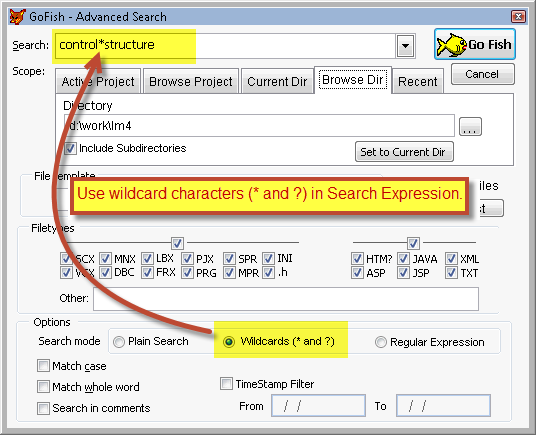 GoFish - Advanced Search
Search: control*structure
Go Fish
Scope:
Active Project Browse Project Current Dir Browse Dir Recent
Cancel
Directory
d:\work\lm4
...
Include Subdirectories
Set to Current Dir
File Template
Use wildcard characters (* and ?) in Search Expression.
Filetypes
SCX MNX LBX PJX SPR INI HTM? JAVA XML
DBC FRX PRG MPR .h ASP JSP TXT
Other:
Options
Search mode Plain Search Wildcards (* and ?) Regular Expression
Match case
Match whole word
TimeStamp Filter
Search in comments
From / / To / /